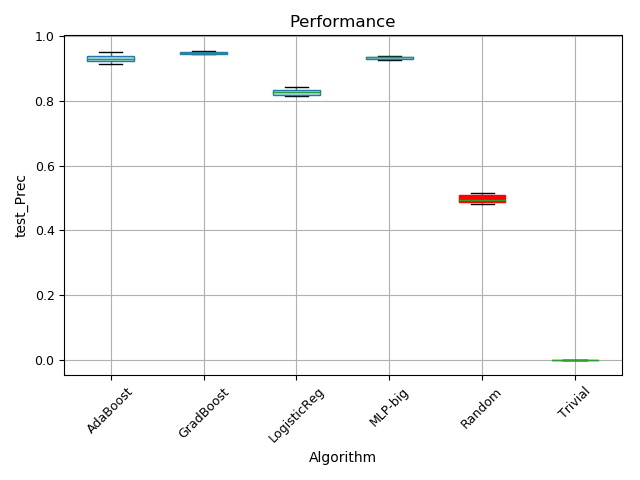 Performance
1.0
0.8
0.6
0.4
0.2
0.0
test_Prec
AdaBoost
GradBoost
LogisticReg
MLP-big
Random
Trivial
Algorithm